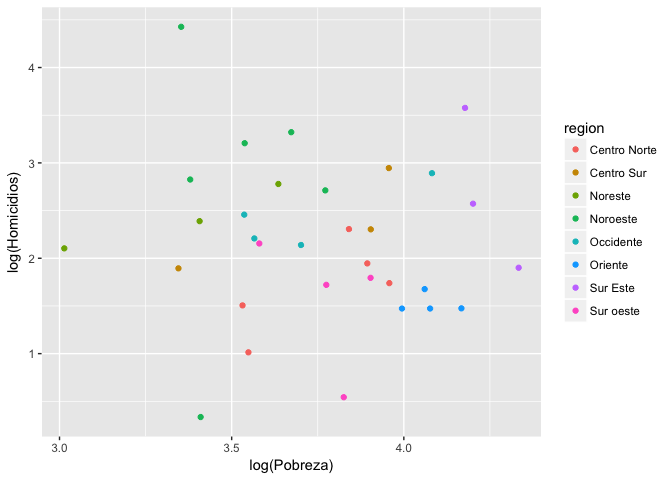 4
3
2
1
3.0
3.5
4.0
log(Pobreza)
log(Homicidios)
region
Centro Norte
Centro Sur
Noreste
Noroeste
Occidente
Oriente
Sur Este
Sur oeste